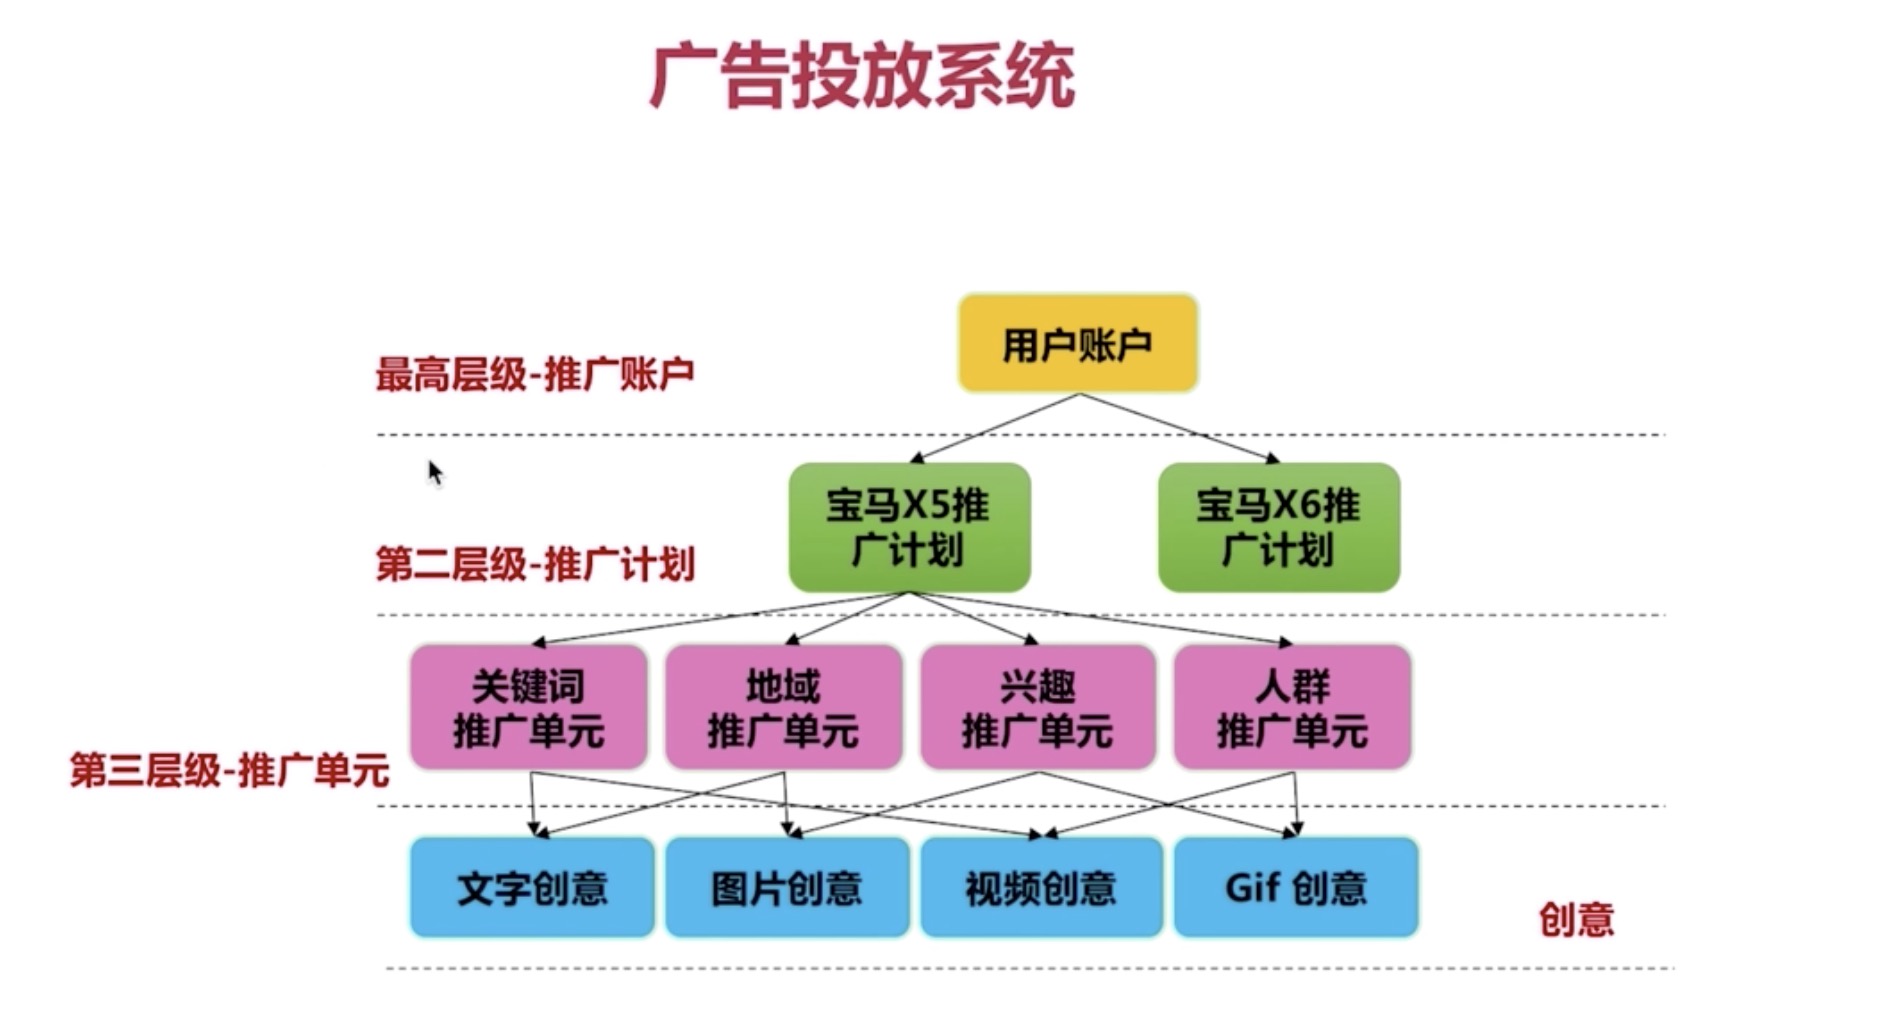 广告投放系统
用户账户
最高层级-推广账户
宝马X5推
广计划
宝马X6推
广计划
第二层级-推广计划
关键词
推广单元
地域
推广单元
兴趣
推广单元
人群
推广单元
第三层级-推广单元
文字创意
图片创意
视频创意
Gif 创意
创意